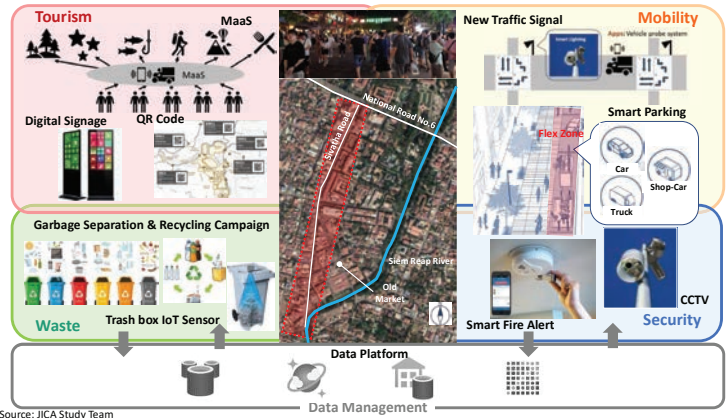 Tourism
MaaS
MaaS
Digital Signage
QR Code
National Road No.6
Sivatha Road
Siem Reap River
Old
Market
New Traffic Signal
Mobility
Smart Lighting
Apps: Vehicle probe system
Smart Parking
Flex Zone
Car
Shop-Car
Truck
Garbage Separation & Recycling Campaign
Waste
Trash box IoT Sensor
Smart Fire Alert
CCTV
Security
Data Platform
Data Management
Source: JICA Study Team